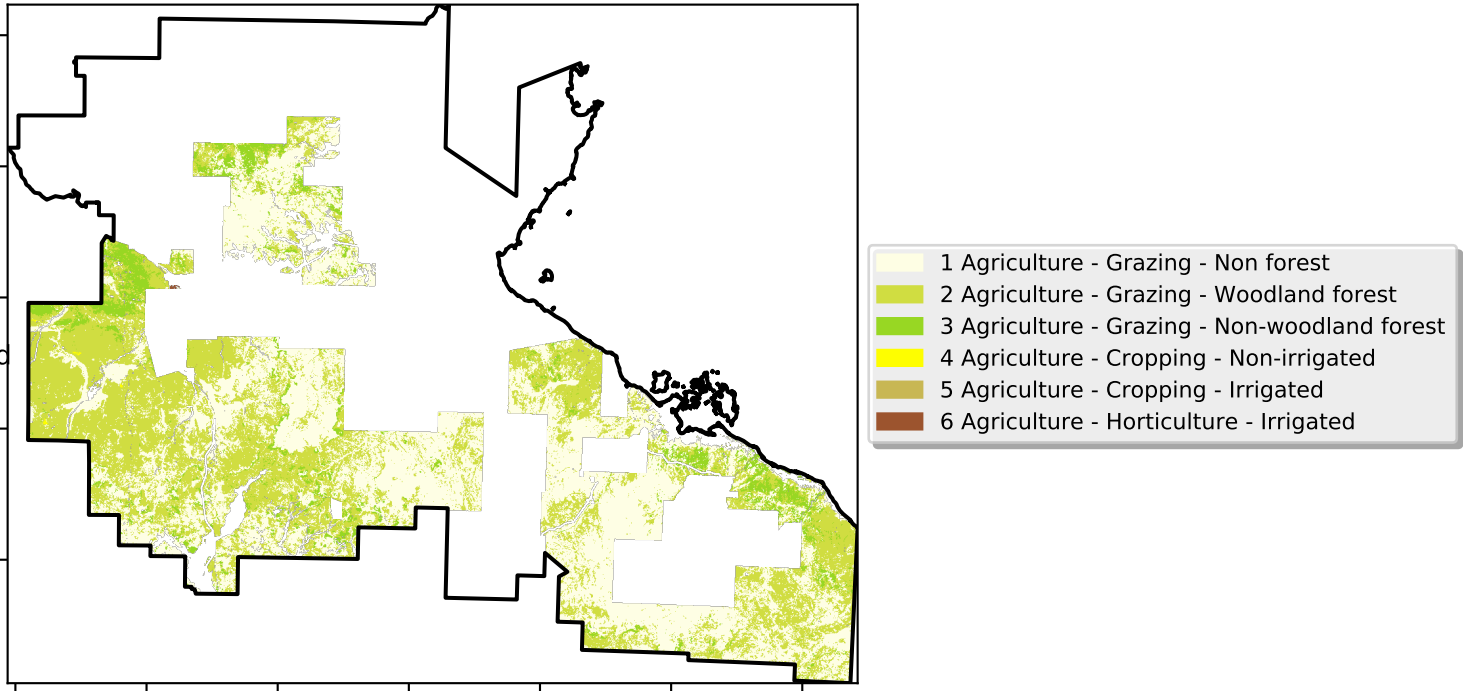 1 Agriculture - Grazing - Non forest
2 Agriculture - Grazing - Woodland forest
3 Agriculture - Grazing - Non-woodland forest
4 Agriculture - Cropping - Non-irrigated
5 Agriculture - Cropping - Irrigated
6 Agriculture - Horticulture - Irrigated